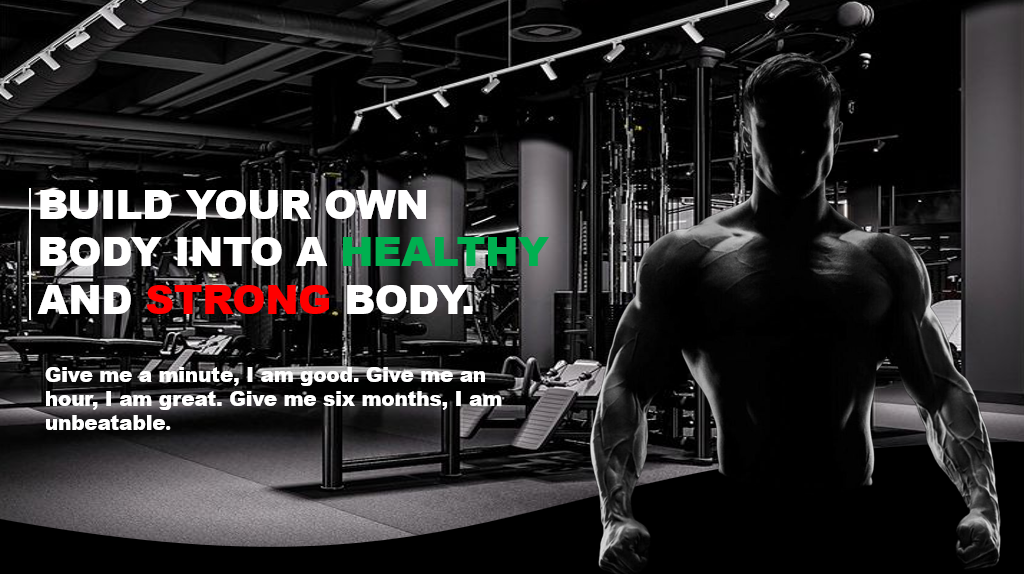 BUILD YOUR OWN
BODY INTO A HEALTHY
AND STRONG BODY.
Give me a minute, I am good. Give me an
hour, I am great. Give me six months, I am
unbeatable.